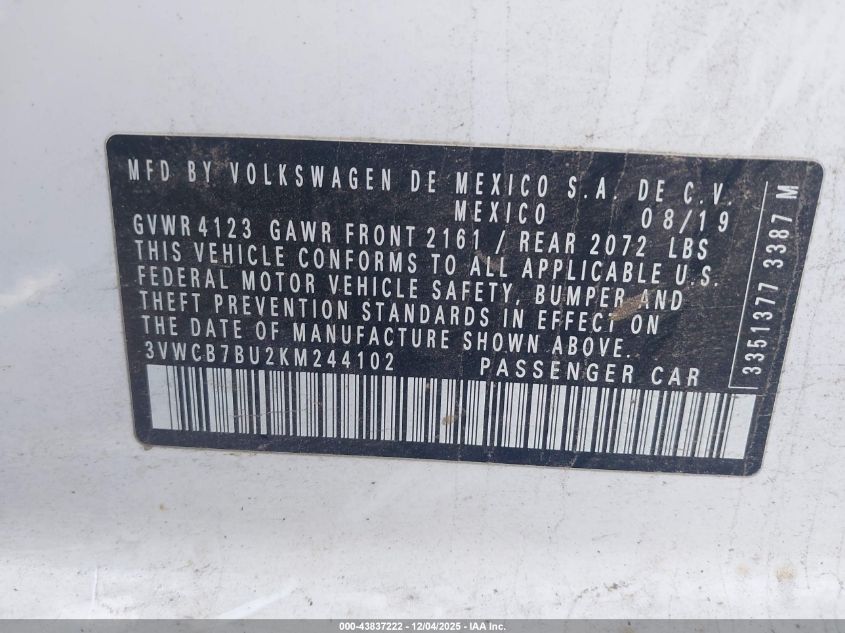 MFD BY VOLKSWAGEN DE MEXICO S.A. DE C.V.
MEXICO 08/19
GVWR 4123 GAWR FRONT 2161 / REAR 2072 LBS
THIS VEHICLE CONFORMS TO ALL APPLICABLE U.S.
FEDERAL MOTOR VEHICLE SAFETY, BUMPER AND
THEFT PREVENTION STANDARDS IN EFFECT ON
THE DATE OF MANUFACTURE SHOWN ABOVE.
3VWCB7BU2KM244102 PASSENGER CAR
3351377 3387 M
000-43837222 - 12/04/2025 - IAA Inc.